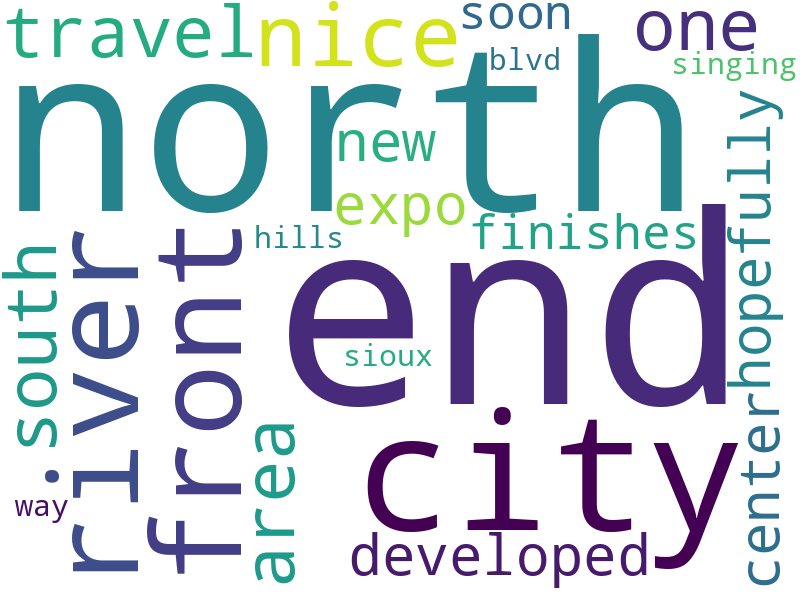 travel
nice
soon
one
blvd
singing
north
new
expo
hopefully
finishes
hills
south
river
front
end
sioux
city
area
center
way
developed